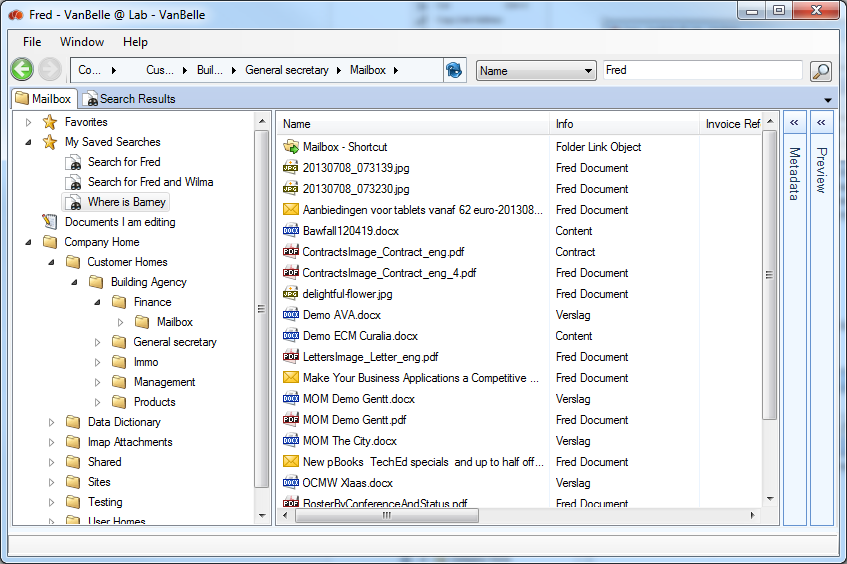 Fred - VanBelle @ Lab - VanBelle
File Window Help
Co... Cus... Buil... General secretary Mailbox Name Fred
Mailbox Search Results
Favorites
My Saved Searches
Search for Fred
Search for Fred and Wilma
Where is Barney
Documents I am editing
Company Home
Customer Homes
Building Agency
Finance
Mailbox
General secretary
Immo
Management
Products
Data Dictionary
Imap Attachments
Shared
Sites
Testing
User Homes
Name Info Invoice Ref
Mailbox - Shortcut Folder Link Object
20130708_073139.jpg Fred Document
20130708_073230.jpg Fred Document
Aanbiedingen voor tablets vanaf 62 euro-201308... Fred Document
Bawfall120419.docx Content
ContractsImage_Contract_eng.pdf Contract
ContractsImage_Contract_eng_4.pdf Fred Document
delightful-flower.jpg Fred Document
Demo AVA.docx Verslag
Demo ECM Curalia.docx Content
LettersImage_Letter_eng.pdf Fred Document
Make Your Business Applications a Competitive ... Fred Document
MOM Demo Gentt.docx Verslag
MOM Demo Gentt.pdf Fred Document
MOM The City.docx Verslag
New pBooks TechEd specials and up to half off... Fred Document
OCMW Xlaas.docx Verslag
RosterByConferenceAndStatus.pdf Fred Document
Metadata
Preview